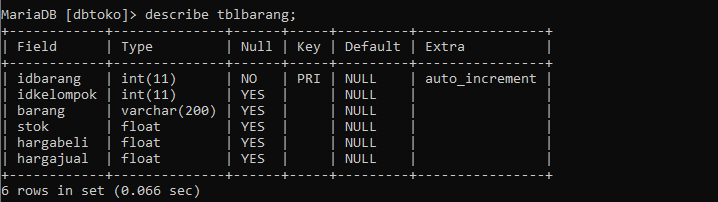 MariaDB [dbtoko]> describe tblbarang;
+------------+--------------+------+-----+---------+----------------+
| Field      | Type         | Null | Key | Default | Extra          |
+------------+--------------+------+-----+---------+----------------+
| idbarang   | int(11)      | NO   | PRI | NULL    | auto_increment |
| idkelompok | int(11)      | YES  |     | NULL    |                |
| barang     | varchar(200) | YES  |     | NULL    |                |
| stok       | float        | YES  |     | NULL    |                |
| hargabeli  | float        | YES  |     | NULL    |                |
| hargajual  | float        | YES  |     | NULL    |                |
+------------+--------------+------+-----+---------+----------------+
6 rows in set (0.066 sec)